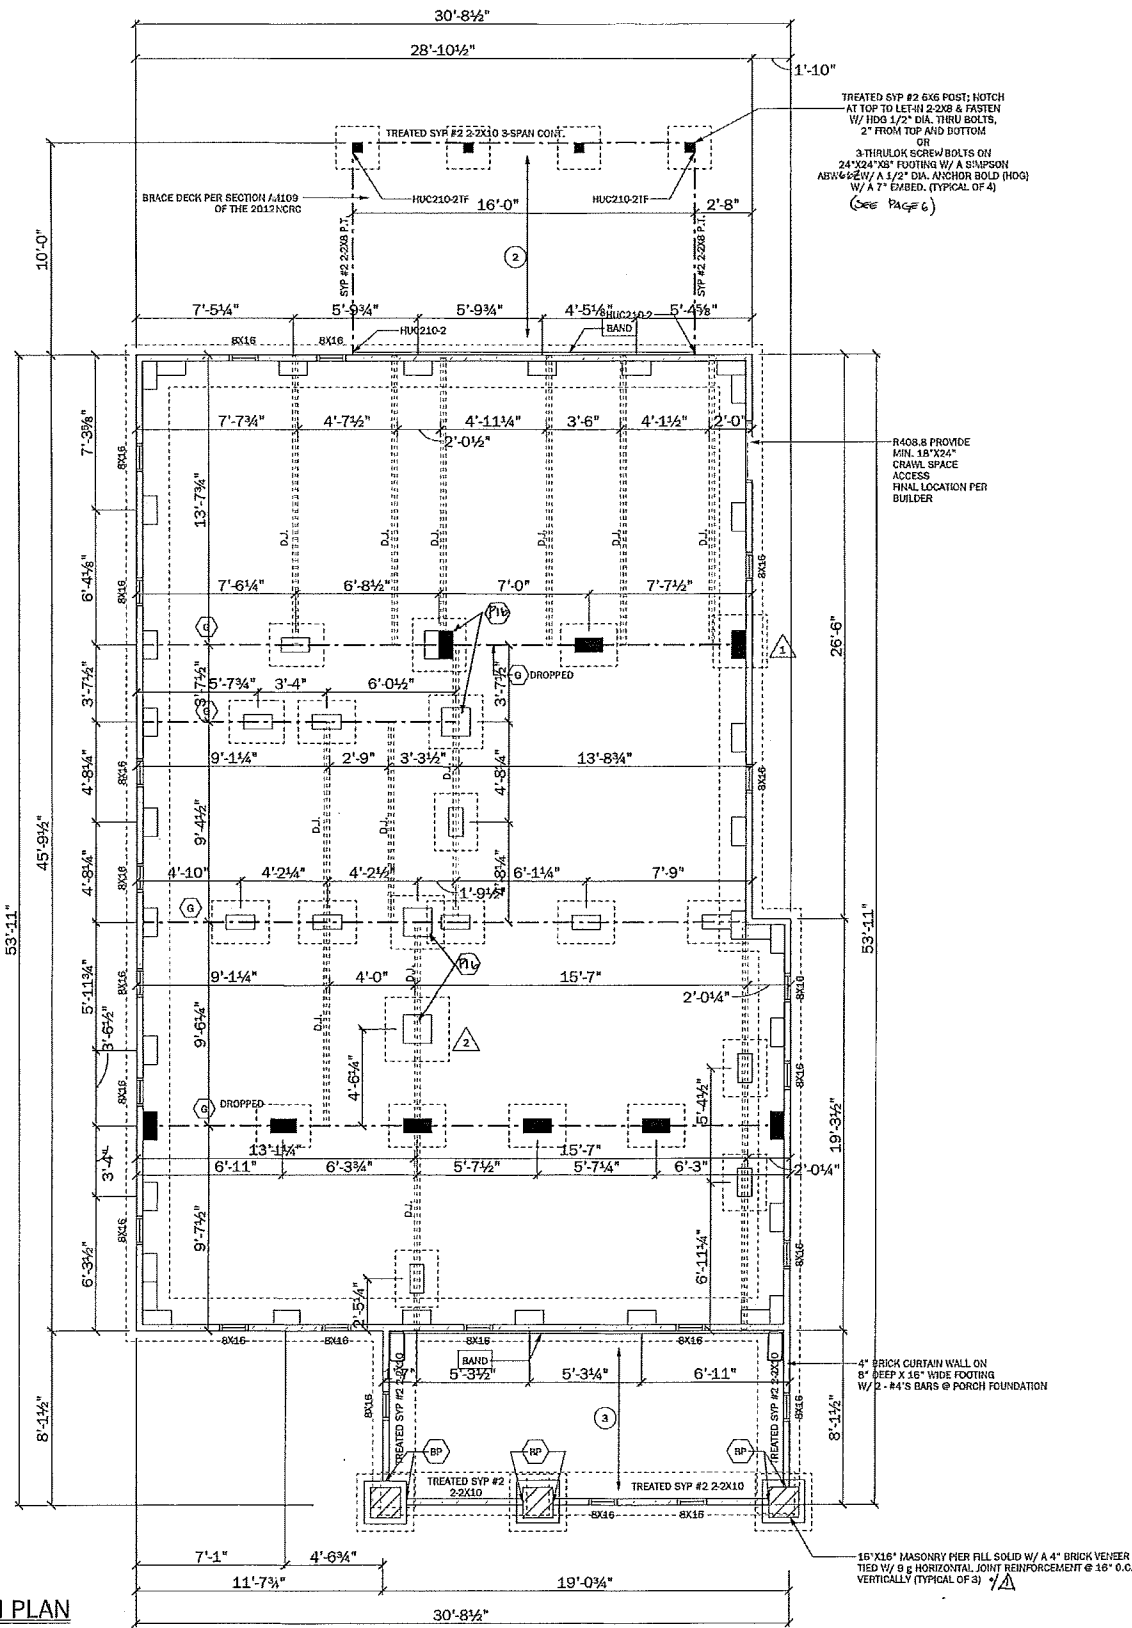 30'-8½"
28'-10½"
1'-10"
TREATED SYP #2 6X6 POST; NOTCH
AT TOP TO LET-IN 2-2X8 & FASTEN
W/ HDG 1/2" DIA. THRU BOLTS,
2" FROM TOP AND BOTTOM
OR
3-THRULOK SCREW BOLTS ON
24"X24"X8" FOOTING W/ A SIMPSON
W/ A 1/2" DIA. ANCHOR BOLD (HDG)
W/ A 7" EMBED. (TYPICAL OF 4)
(SEE PAGE 6)
TREATED SYP #2 2-2X10 3-SPAN CONT.
BRACE DECK PER SECTION AM109
OF THE 2012 NCRC
HUC210-2TF
HUC210-2TF
16'-0"
2'-8"
10'-0"
SYP #2 2-2X8 P.T.
SYP #2 2-2X8 P.T.
2
7'-5¼"
5'-9¾"
5'-9¾"
4'-5⅛"
5'-4⅝"
HUC210-2
HUC210-2
BAND
8X16
8X16
7'-7¾"
4'-7½"
2'-0½"
4'-11¼"
3'-6"
4'-1½"
2'-0"
7'-3⅝"
8X16
13'-7¾"
R408.8 PROVIDE
MIN. 18"X24"
CRAWL SPACE
ACCESS
FINAL LOCATION PER
BUILDER
D.J.
D.J.
D.J.
D.J.
D.J.
D.J.
6'-4⅛"
8X16
8X16
7'-6¼"
6'-8½"
7'-0"
7'-7½"
P16
G
1
26'-6"
3'-7½"
3'-7½"
5'-7¾"
3'-4"
6'-0½"
3'-7½"
G
DROPPED
G
9'-1¼"
2'-9"
3'-3½"
13'-8¾"
4'-8¼"
8X16
8X16
D.J.
4'-8¼"
9'-4½"
D.J.
D.J.
45'-9½"
4'-8¼"
8X16
4'-10"
4'-2¼"
4'-2½"
1'-9½"
4'-8¼"
6'-1¼"
7'-9"
G
53'-11"
53'-11"
P16
9'-1¼"
4'-0"
15'-7"
2'-0¼"
D.J.
8X16
8X16
5'-11¾"
3'-6½"
9'-6¼"
D.J.
2
4'-6¼"
5'-4½"
8X16
8X16
G
DROPPED
19'-3½"
13'-1¼"
15'-7"
6'-11"
6'-3¾"
5'-7½"
5'-7¼"
6'-3"
2'-0¼"
3'-4"
8X16
9'-7½"
D.J.
6'-11¼"
8X16
6'-3½"
2'-5¼"
8X16
8X16
8X16
8X16
BAND
1'-7"
5'-3½"
5'-3¼"
6'-11"
4" BRICK CURTAIN WALL ON
8" DEEP X 16" WIDE FOOTING
W/ 2 - #4'S BARS @ PORCH FOUNDATION
8'-1½"
8X16
TREATED SYP #2 2-2X10
3
TREATED SYP #2 2-2X10
8X16
8'-1½"
BP
BP
BP
TREATED SYP #2
2-2X10
TREATED SYP #2 2-2X10
8X16
8X16
7'-1"
4'-6¾"
16"X16" MASONRY PIER FILL SOLID W/ A 4" BRICK VENEER
TIED W/ 9 g HORIZONTAL JOINT REINFORCEMENT @ 16" O.C.
VERTICALLY (TYPICAL OF 3)
11'-7¾"
19'-0¾"
30'-8½"
PLAN